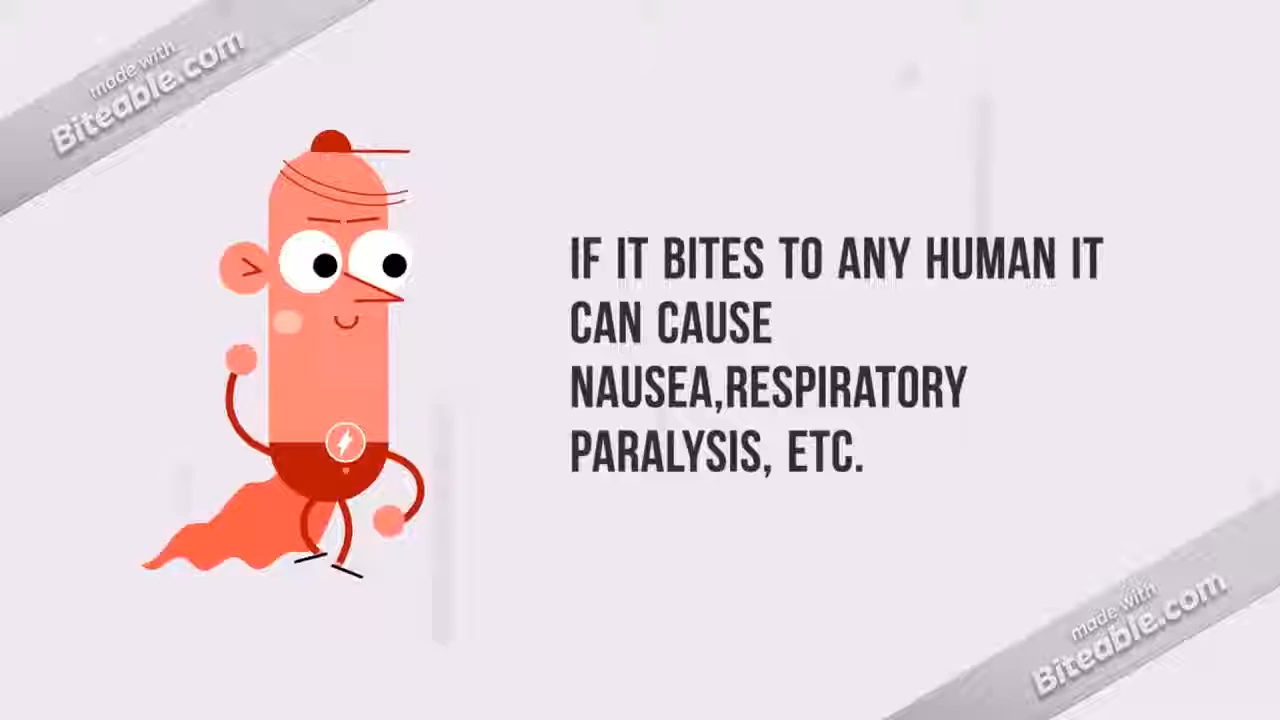 made with
Biteable.com
IF IT BITES TO ANY HUMAN IT
CAN CAUSE
NAUSEA,RESPIRATORY
PARALYSIS, ETC.
made with
Biteable.com